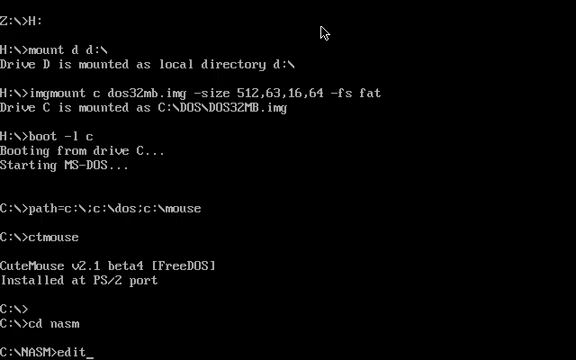 Z:\>H:
H:\>mount d d:\
Drive D is mounted as local directory d:\
H:\>imgmount c dos32mb.img -size 512,63,16,64 -fs fat
Drive C is mounted as C:\DOS\DOS32MB.img
H:\>boot -l c
Booting from drive C...
Starting MS-DOS...
C:\>path=c:\;c:\dos;c:\mouse
C:\>ctmouse
CuteMouse v2.1 beta4 [FreeDOS]
Installed at PS/2 port
C:\>
C:\>cd nasm
C:\NASM>edit_